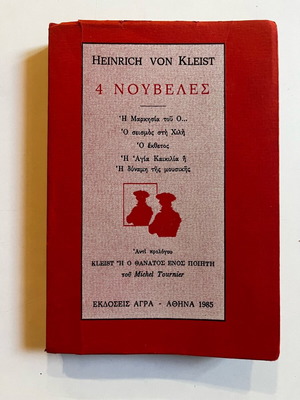 HEINRICH VON KLEIST
4 ΝΟΥΒΕΛΕΣ
Ἡ Μαρκησία τοῦ Ο...
Ὁ σεισμὸς στὴ Χιλὴ
Ὁ ἔκθετος
Ἡ Ἁγία Καικιλία ἢ
Ἡ δύναμη τῆς μουσικῆς
Ἀντὶ προλόγου
KLEIST Ἢ Ὁ ΘΑΝΑΤΟΣ ΕΝΟΣ ΠΟΙΗΤΗ
τοῦ Michel Tournier
ΕΚΔΟΣΕΙΣ ΑΓΡΑ - ΑΘΗΝΑ 1985